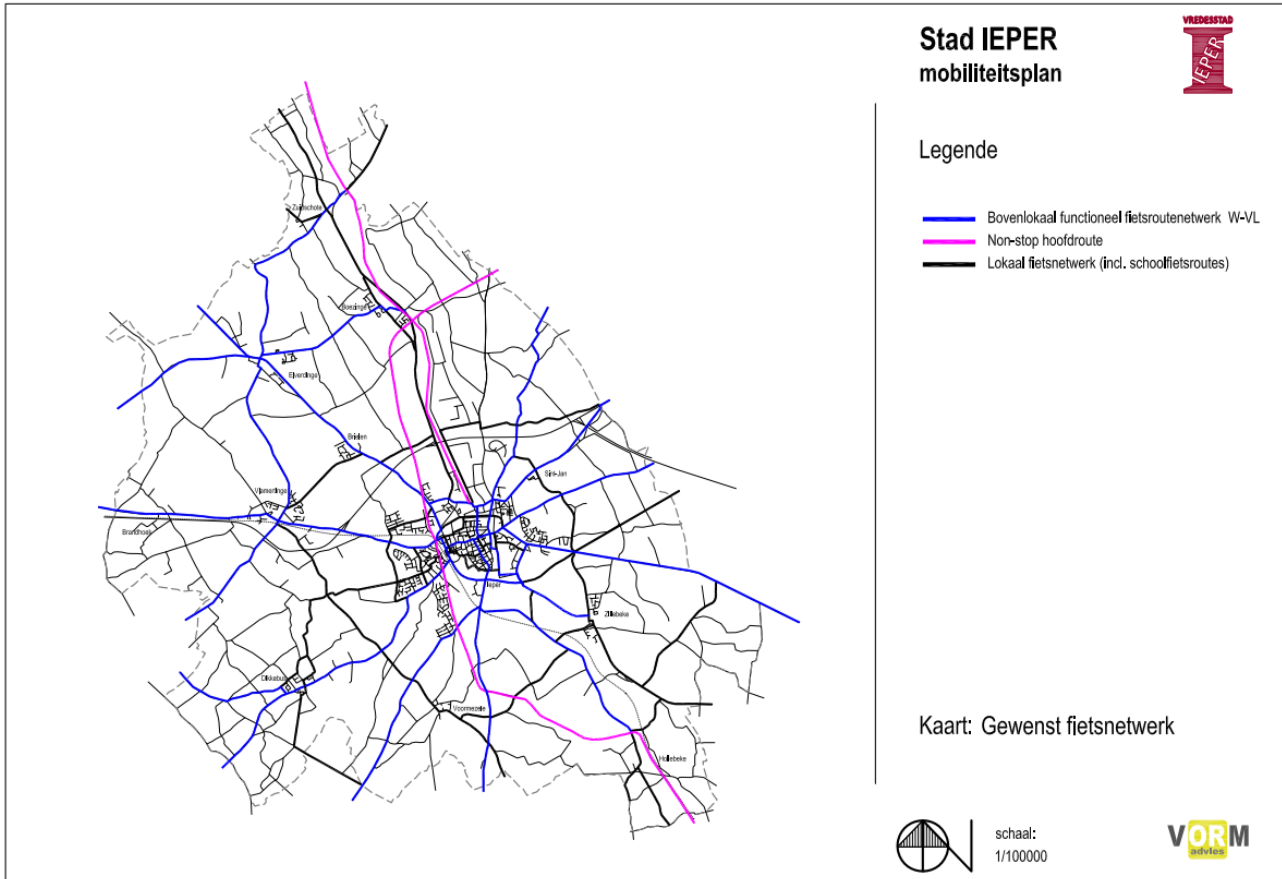 Stad IEPER
mobiliteitsplan
VREDESSTAD
IEPER
Legende
Bovenlokaal functioneel fietsroutenetwerk W-VL
Non-stop hoofdroute
Lokaal fietsnetwerk (incl. schoolfietsroutes)
Zuidschote
Boezinge
Elverdinge
Brielen
Sint-Jan
Vlamertinge
Brandhoek
Ieper
Zillebeke
Dikkebus
Voormezele
Hollebeke
Kaart: Gewenst fietsnetwerk
schaal:
1/100000
VORM
advies